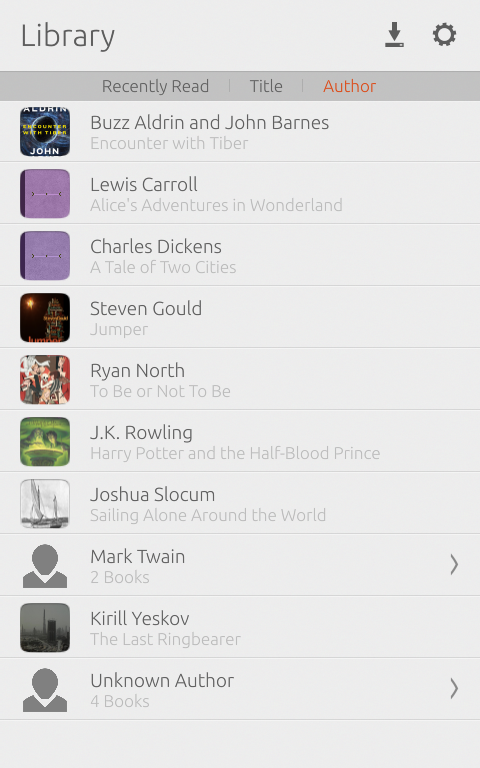 Library
Recently Read
Title
Author
ALDRIN
ENCOUNTER
WITH TIBER
JOHN
Buzz Aldrin and John Barnes
Encounter with Tiber
Lewis Carroll
Alice's Adventures in Wonderland
Charles Dickens
A Tale of Two Cities
Steven Gould
Jumper
Jumper
Ryan North
To Be or Not To Be
J.K. Rowling
Harry Potter and the Half-Blood Prince
Joshua Slocum
Sailing Alone Around the World
Mark Twain
2 Books
Kirill Yeskov
The Last Ringbearer
Unknown Author
4 Books